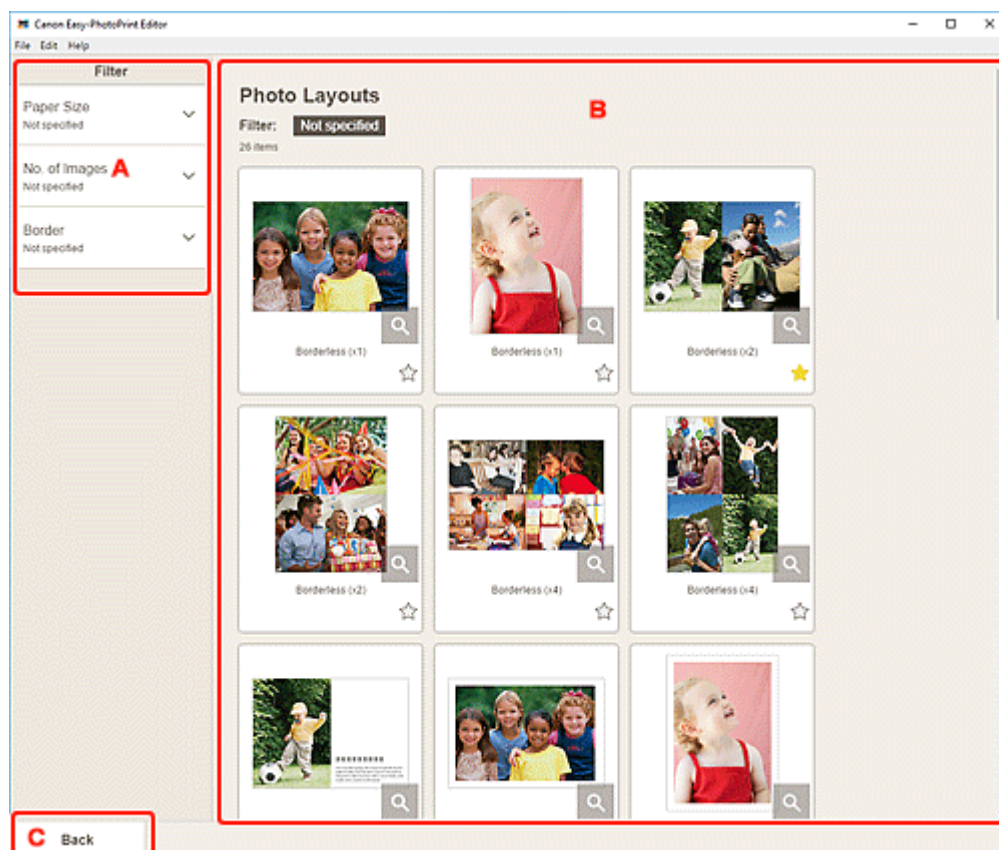 Canon Easy-PhotoPrint Editor
File Edit Help
Filter
Paper Size
Not specified
No. of Images A
Not specified
Border
Not specified
Photo Layouts
B
Filter: Not specified
26 items
Borderless (x1)
Borderless (x1)
Borderless (x2)
Borderless (x2)
Borderless (x4)
Borderless (x4)
C Back